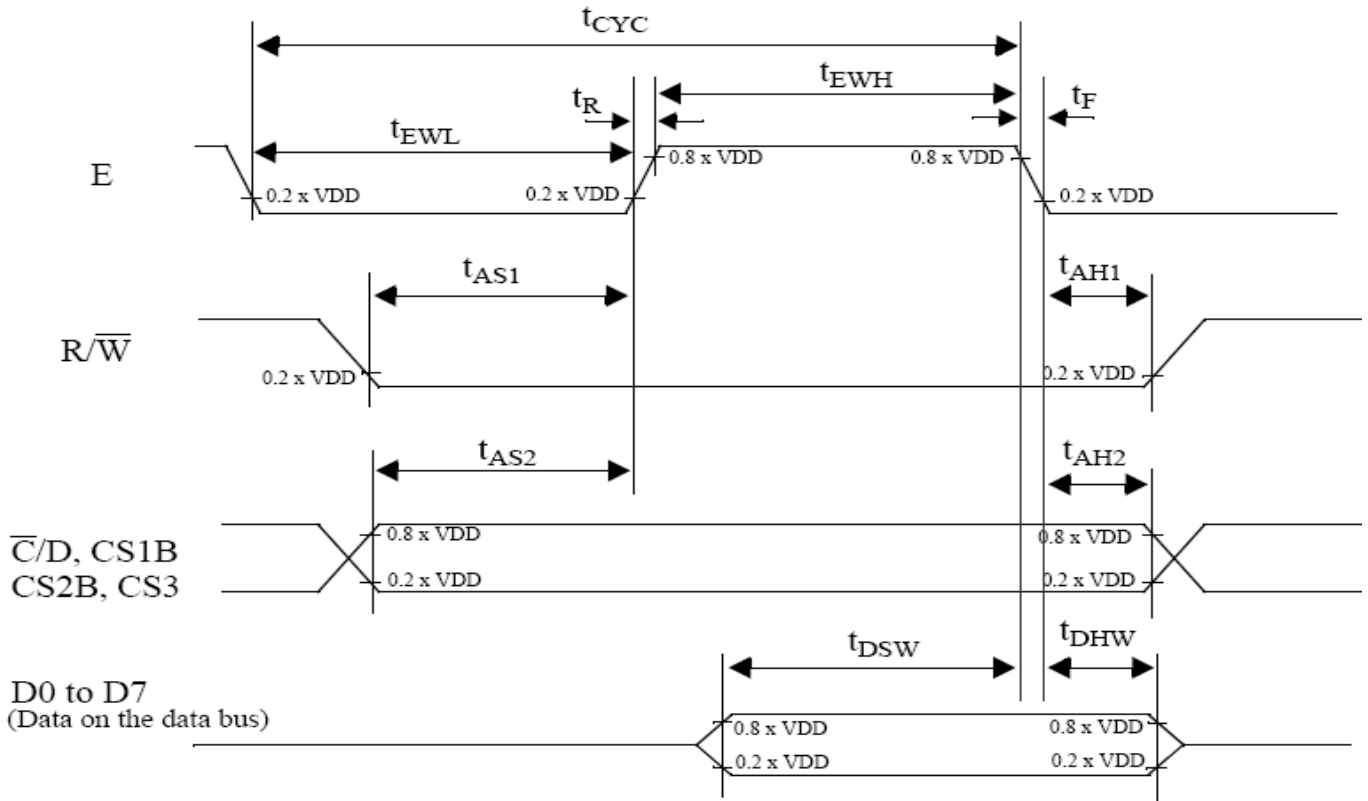 tCYC
tEWH
tR
tF
tEWL
E
0.8 x VDD 0.8 x VDD
0.2 x VDD 0.2 x VDD 0.2 x VDD
tAS1 tAH1
R/W̅
0.2 x VDD 0.2 x VDD
tAS2 tAH2
C̅/D, CS1B
0.8 x VDD 0.8 x VDD
CS2B, CS3
0.2 x VDD 0.2 x VDD
tDSW tDHW
D0 to D7
(Data on the data bus)
0.8 x VDD 0.8 x VDD
0.2 x VDD 0.2 x VDD